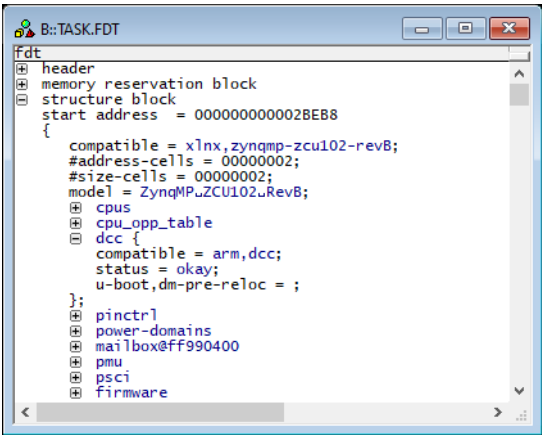 B::TASK.FDT
fdt
header
memory reservation block
structure block
start address = 000000000002BEB8
{
compatible = xlnx,zynqmp-zcu102-revB;
#address-cells = 00000002;
#size-cells = 00000002;
model = ZynqMP␣ZCU102␣RevB;
cpus
cpu_opp_table
dcc {
compatible = arm,dcc;
status = okay;
u-boot,dm-pre-reloc = ;
};
pinctrl
power-domains
mailbox@ff990400
pmu
psci
firmware